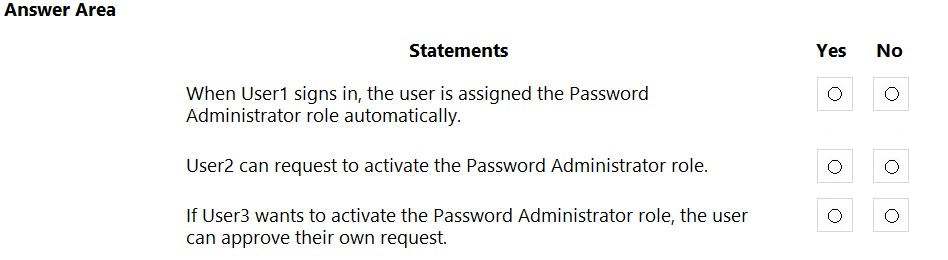 Answer Area
Statements Yes No
When User1 signs in, the user is assigned the Password
Administrator role automatically.
User2 can request to activate the Password Administrator role.
If User3 wants to activate the Password Administrator role, the user
can approve their own request.